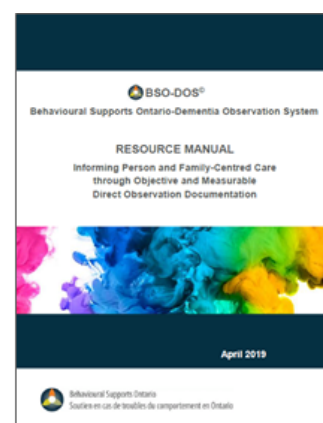 BSO-DOS©
Behavioural Supports Ontario-Dementia Observation System
RESOURCE MANUAL
Informing Person and Family-Centred Care
through Objective and Measurable
Direct Observation Documentation
April 2019
Behavioural Supports Ontario
Soutien en cas de troubles du comportement en Ontario